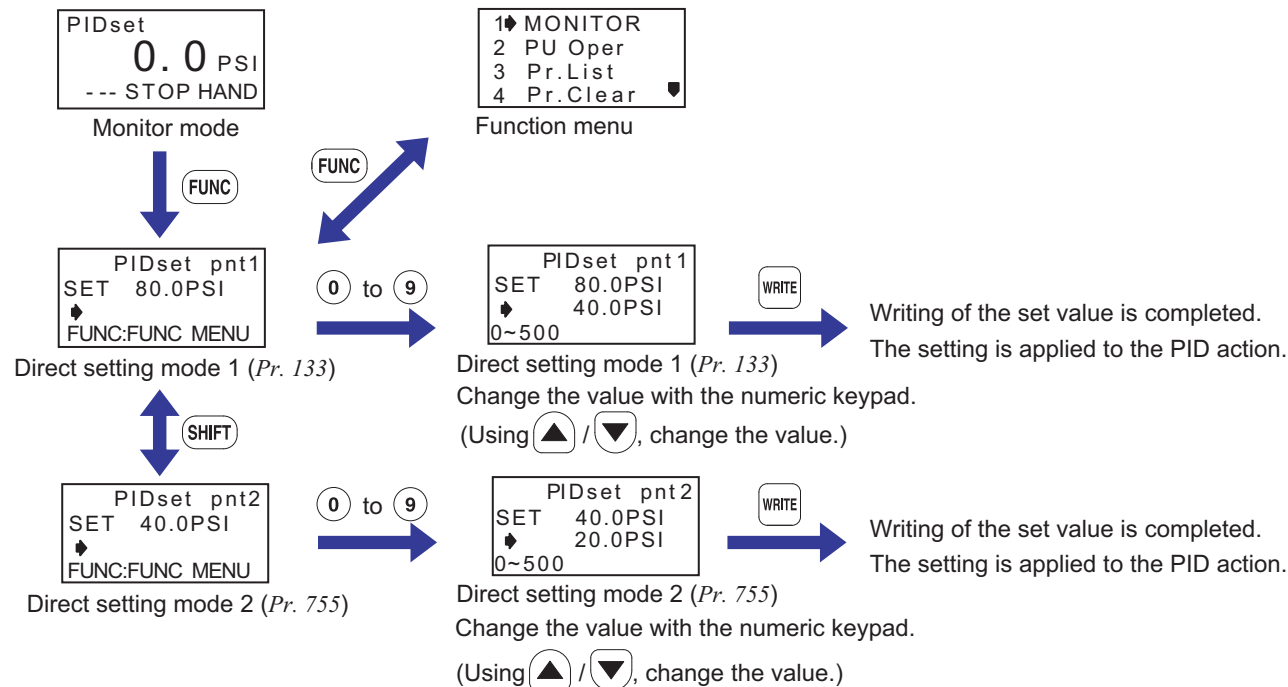 PIDset
0.0 PSI
--- STOP HAND
Monitor mode
1 MONITOR
2 PU Oper
3 Pr.List
4 Pr.Clear
Function menu
FUNC
FUNC
PIDset pnt1
SET 80.0PSI
FUNC:FUNC MENU
Direct setting mode 1 (Pr. 133)
0 to 9
PIDset pnt1
SET 80.0PSI
40.0PSI
0~500
Direct setting mode 1 (Pr. 133)
Change the value with the numeric keypad.
(Using ▲ / ▼, change the value.)
WRITE
Writing of the set value is completed.
The setting is applied to the PID action.
SHIFT
PIDset pnt2
SET 40.0PSI
FUNC:FUNC MENU
Direct setting mode 2 (Pr. 755)
0 to 9
PIDset pnt2
SET 40.0PSI
20.0PSI
0~500
Direct setting mode 2 (Pr. 755)
Change the value with the numeric keypad.
(Using ▲ / ▼, change the value.)
WRITE
Writing of the set value is completed.
The setting is applied to the PID action.